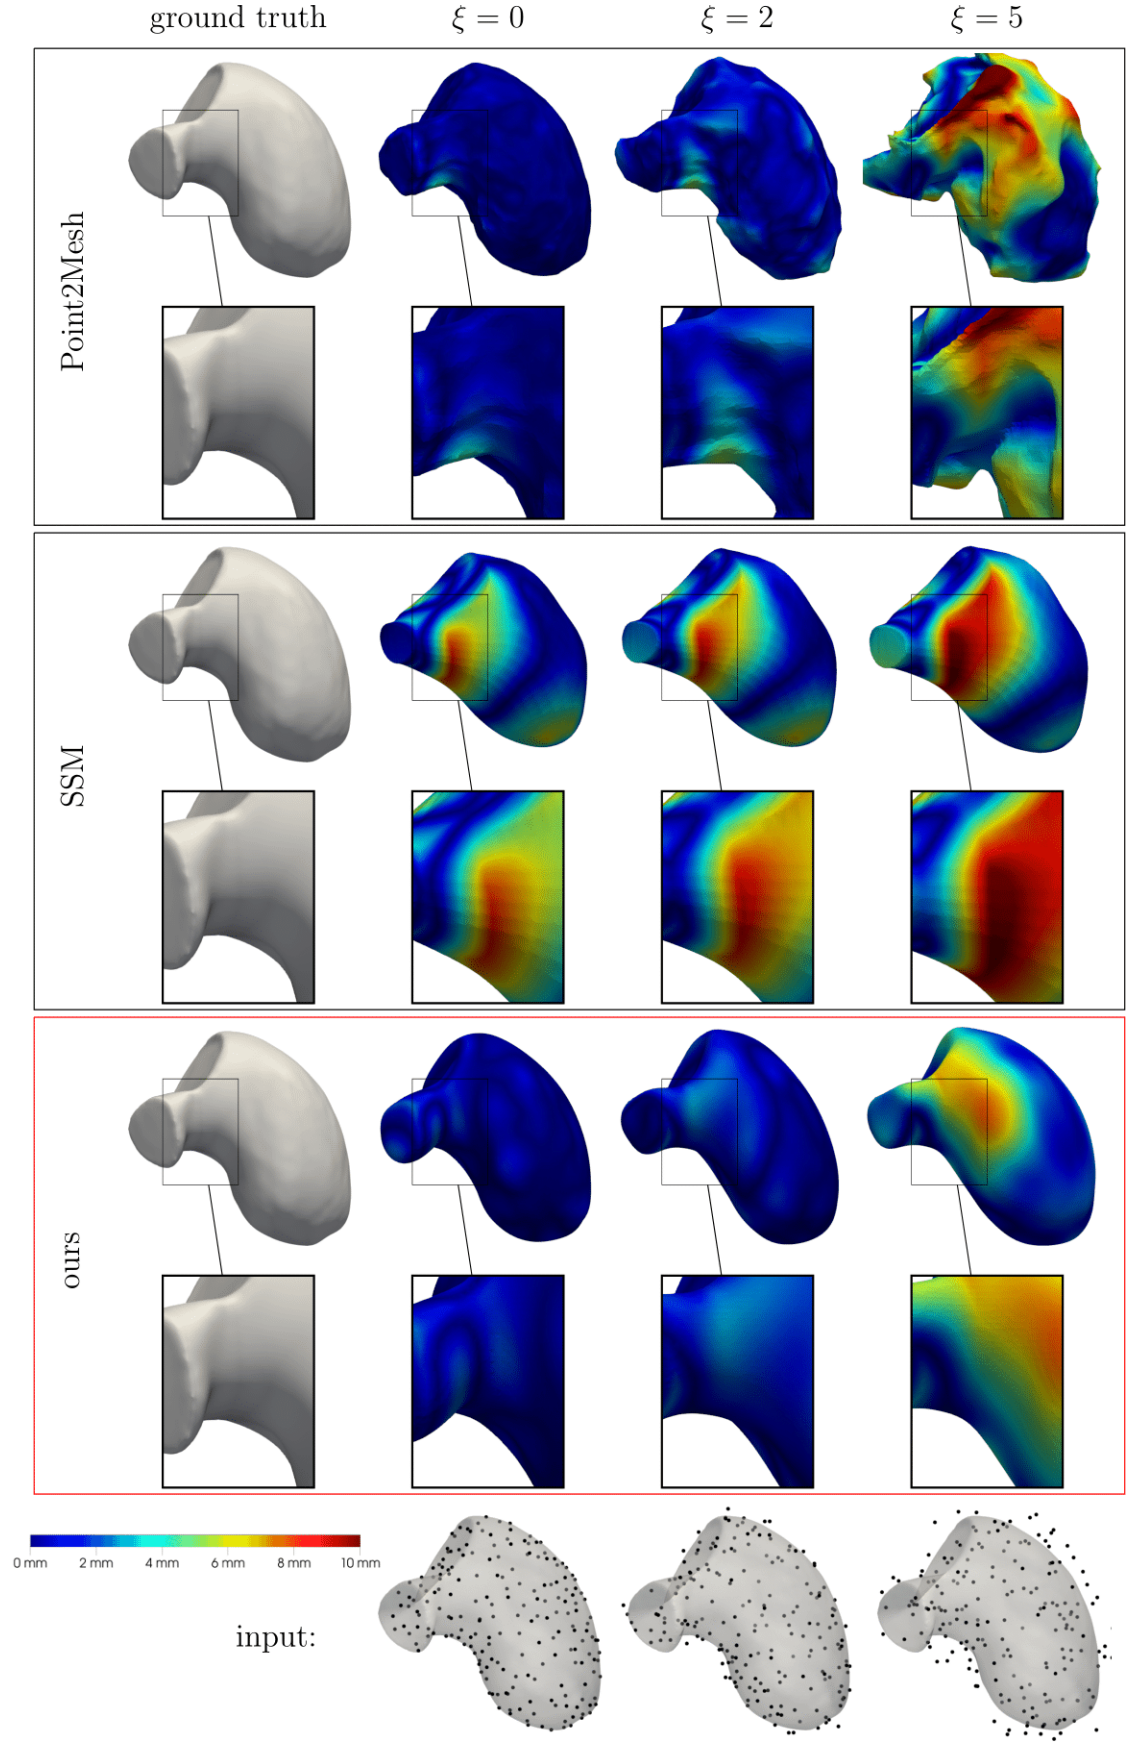 ground truth
ξ = 0
ξ = 2
ξ = 5
Point2Mesh
SSM
ours
0 mm
2 mm
4 mm
6 mm
8 mm
10 mm
input: